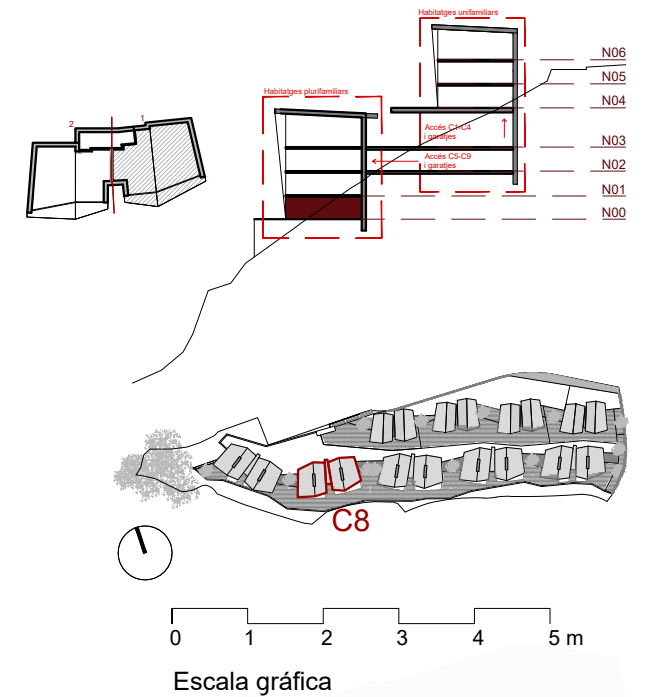 Habitatges unifamiliars
N06
N05
N04
Habitatges plurifamiliars
2
1
Accés C1-C4
i garatjes
N03
Accés C5-C9
i garatjes
N02
N01
N00
C8
0 1 2 3 4 5 m
Escala gráfica